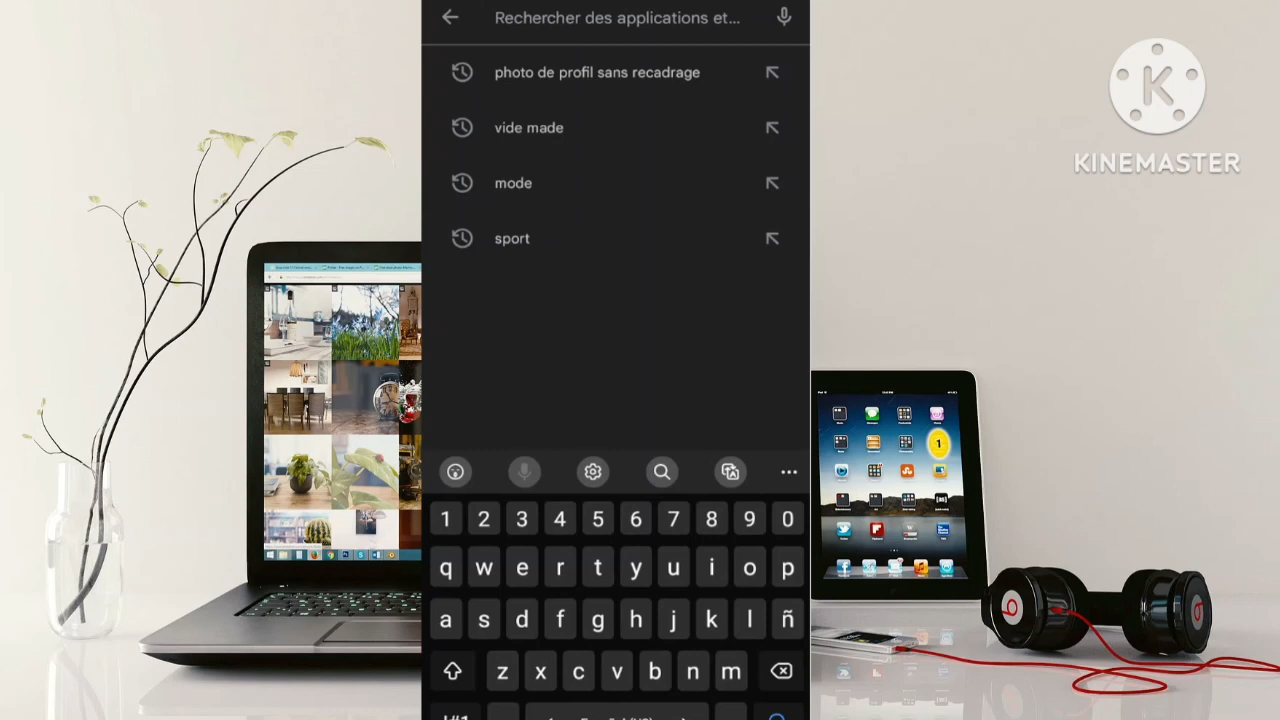 Rechercher des applications et...
photo de profil sans recadrage
vide made
mode
sport
K
KINEMASTER
1 2 3 4 5 6 7 8 9 0
q w e r t y u i o p
a s d f g h j k l ñ
z x c v b n m